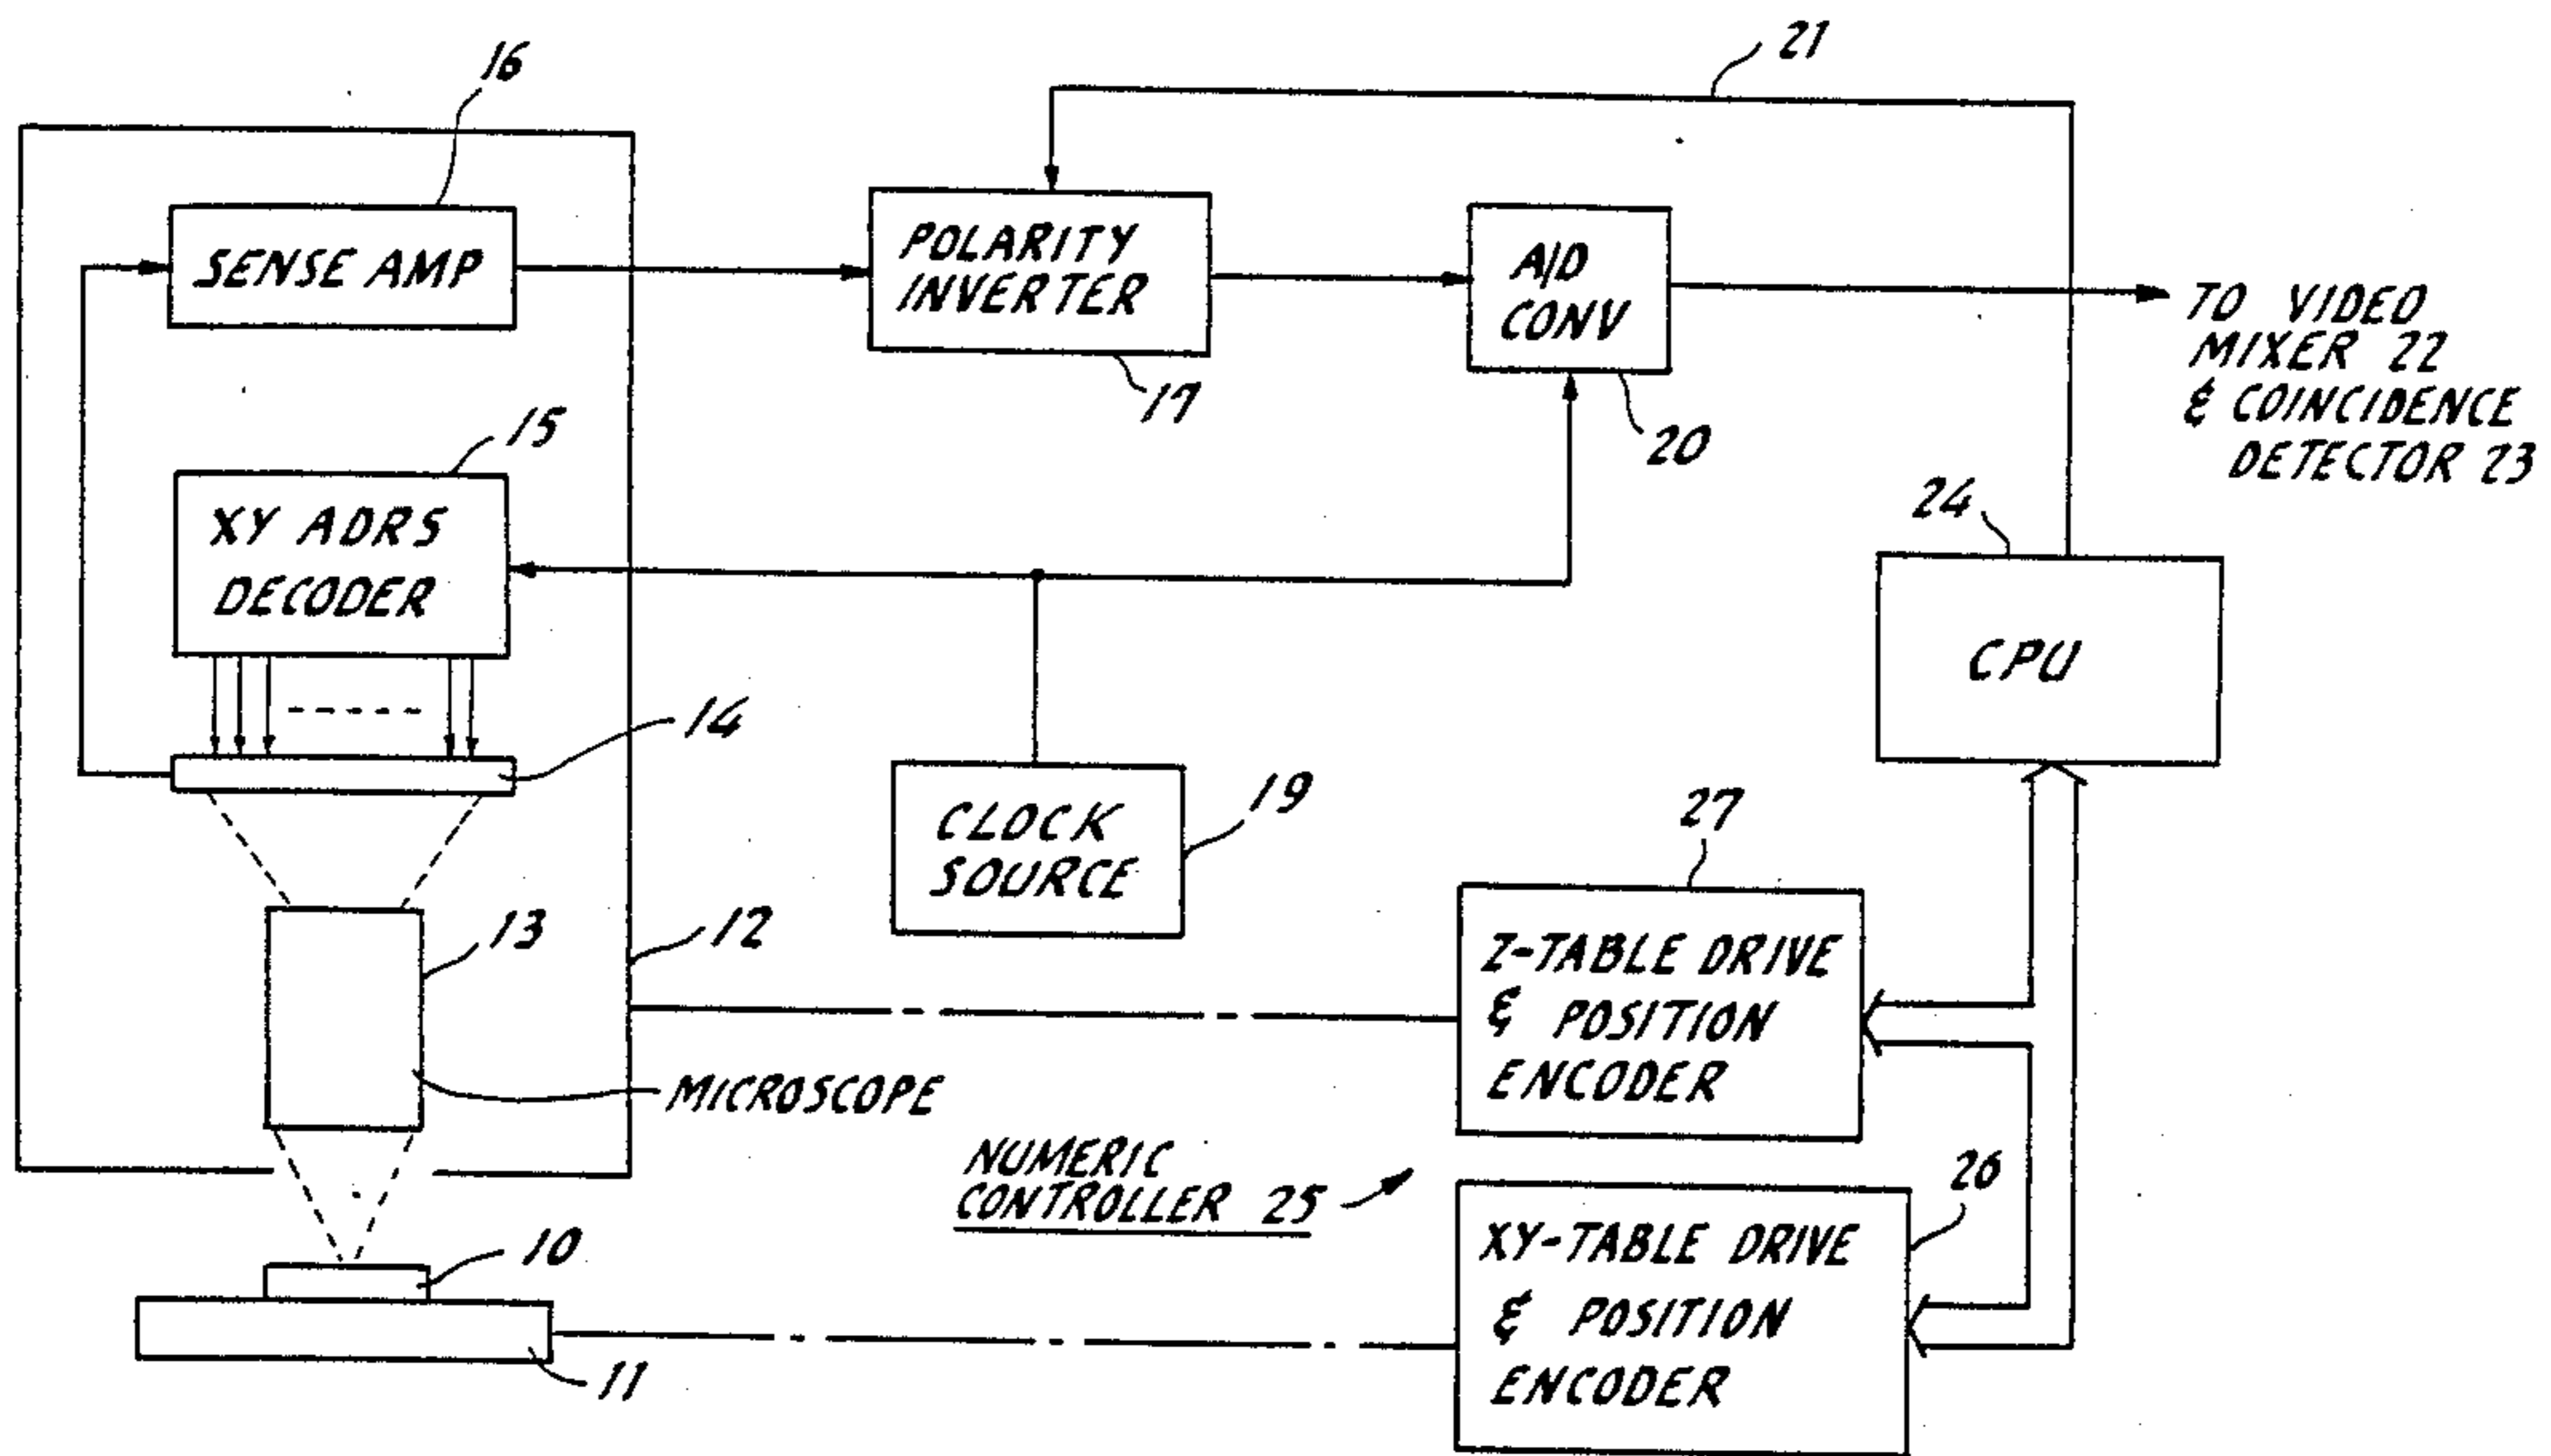 21
16
SENSE AMP
POLARITY
INVERTER
17
A/D
CONV
20
TO VIDEO
MIXER 22
& COINCIDENCE
DETECTOR 23
15
XY ADRS
DECODER
24
CPU
14
CLOCK
SOURCE
19
27
Z-TABLE DRIVE
& POSITION
ENCODER
13
12
MICROSCOPE
NUMERIC
CONTROLLER 25
26
XY-TABLE DRIVE
& POSITION
ENCODER
10
11